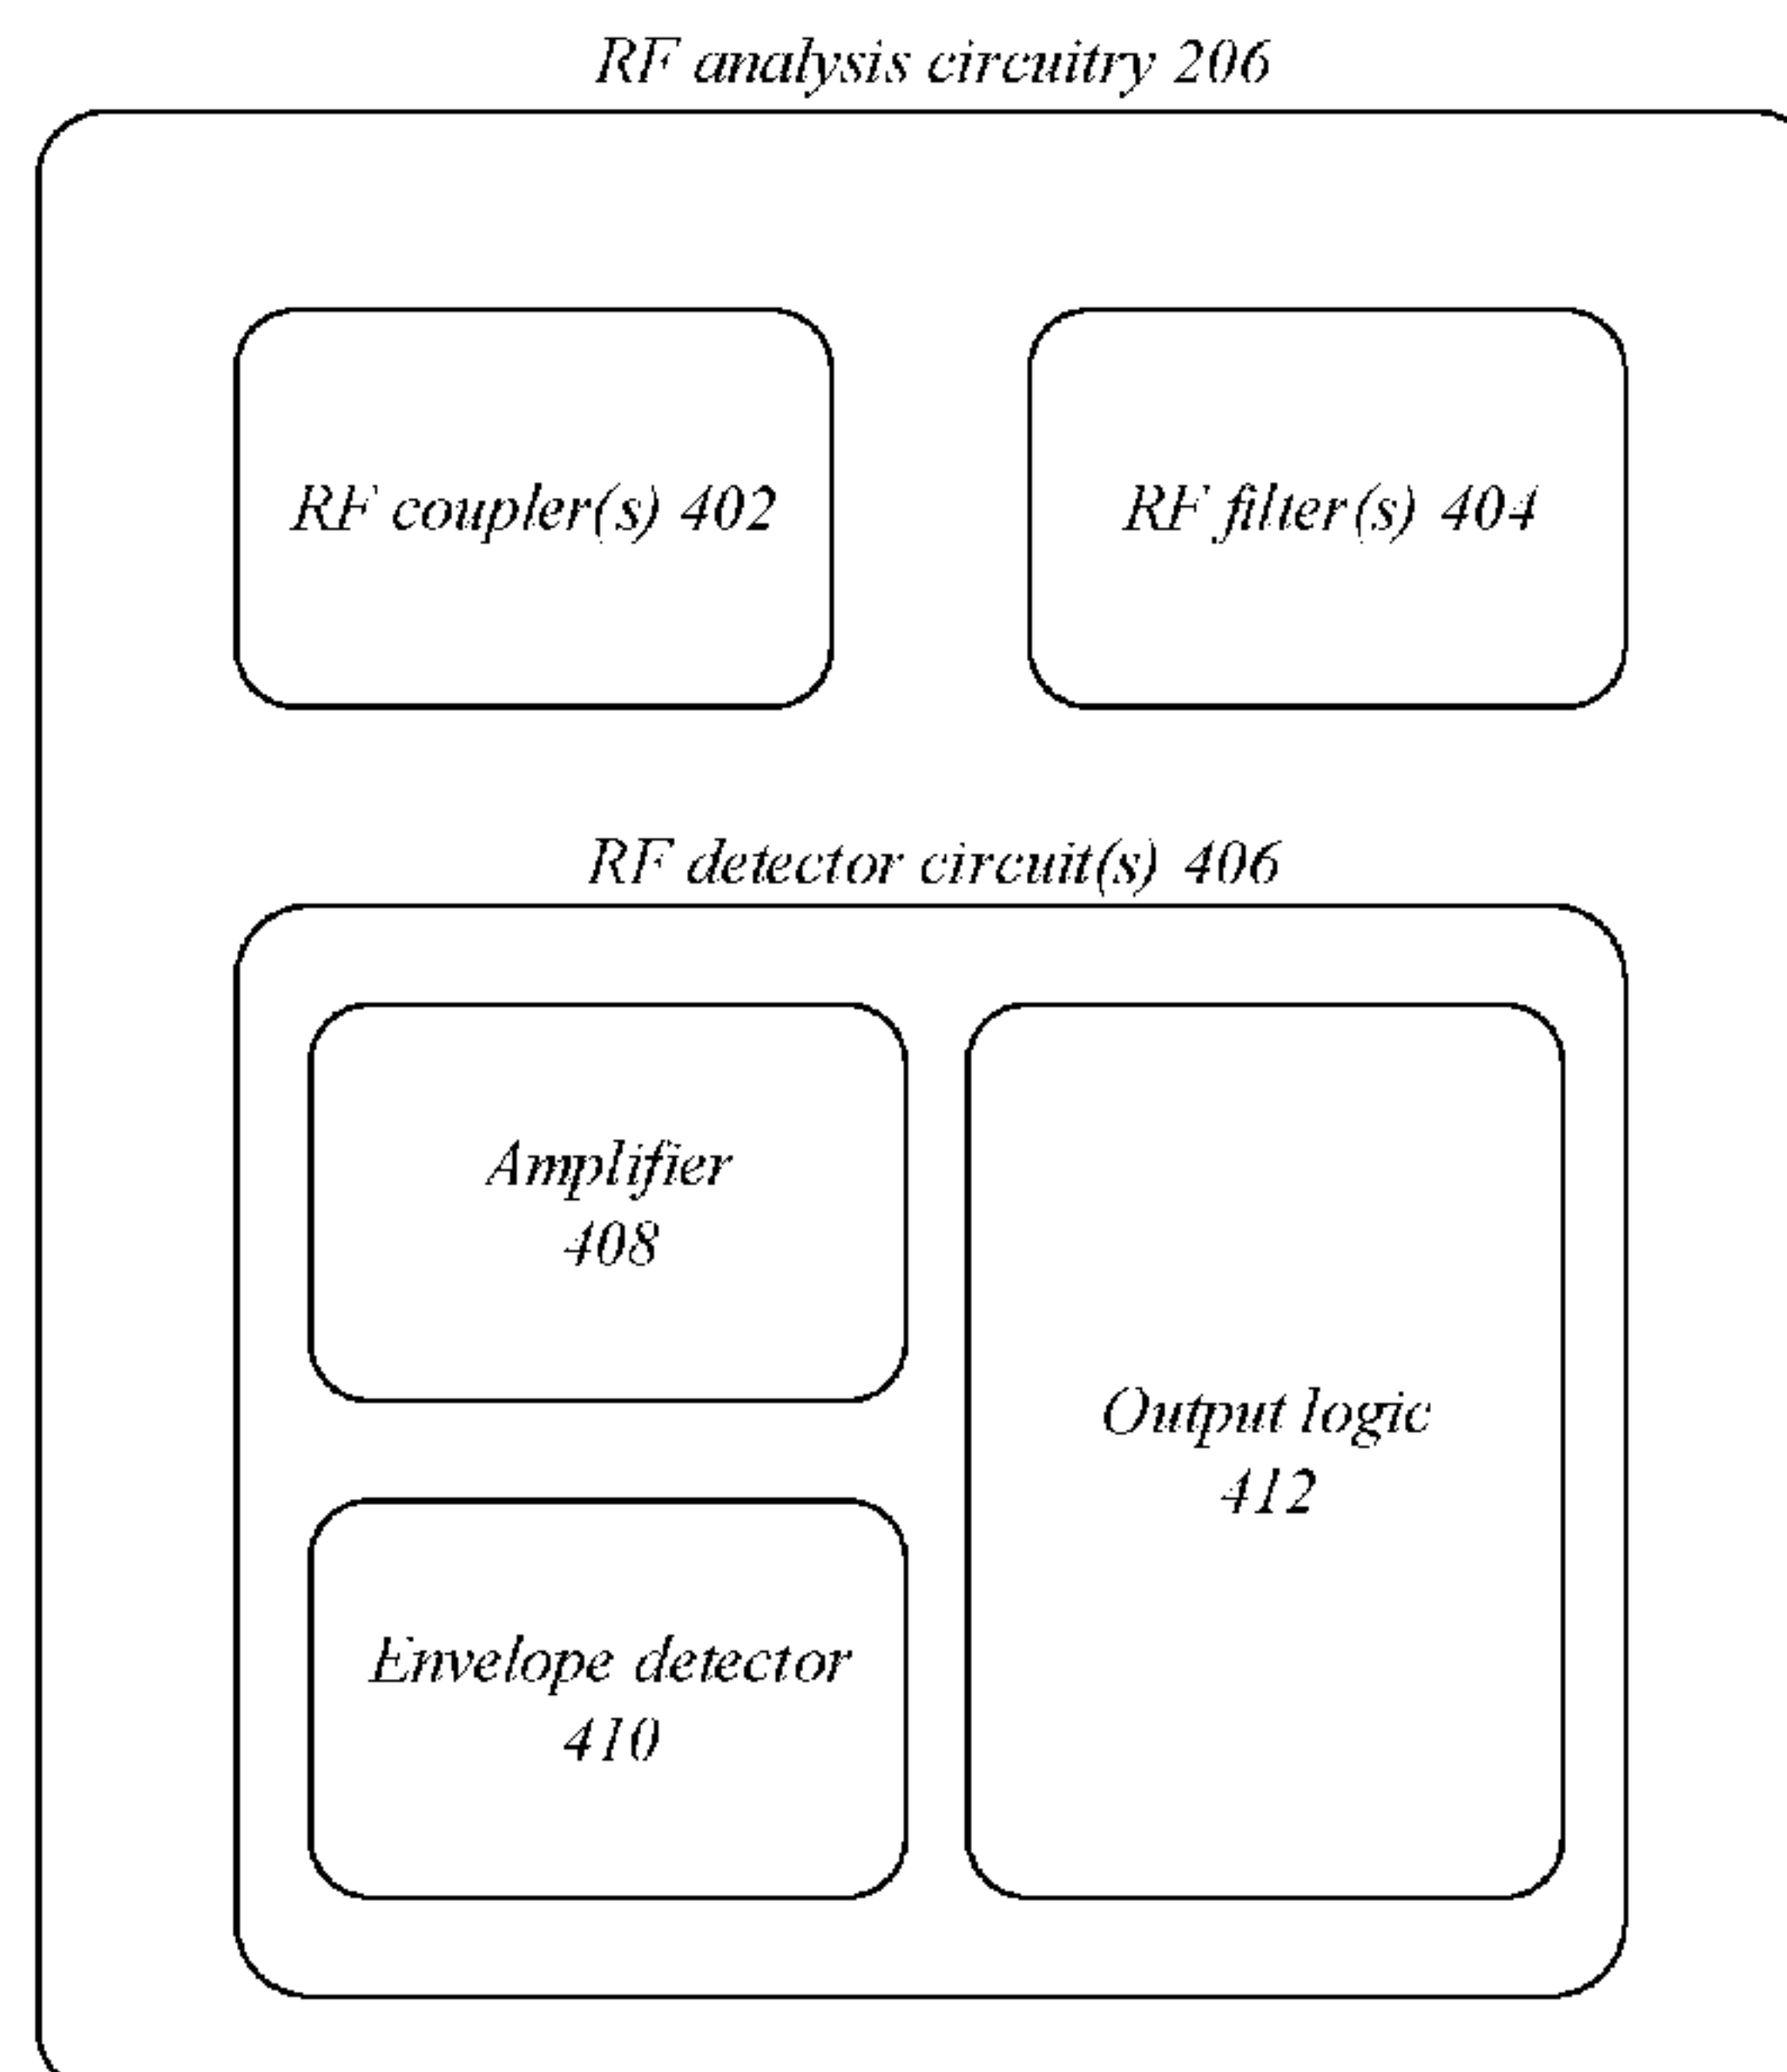 RF analysis circuitry 206
RF coupler(s) 402
RF filter(s) 404
RF detector circuit(s) 406
Amplifier
408
Output logic
412
Envelope detector
410